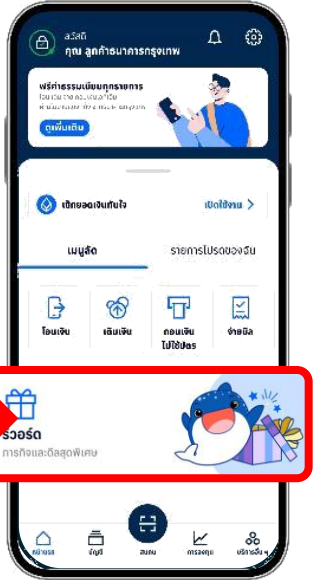 สวัสดี
คุณ ลูกค้าธนาคารกรุงเทพ
ฟรีค่าธรรมเนียมทุกรายการ
ดูเพิ่มเติม
เช็กยอดเงินทันใจ
เปิดใช้งาน >
เมนูลัด
รายการโปรดของฉัน
โอนเงิน
เติมเงิน
ถอนเงิน
ไม่ใช้บัตร
จ่ายบิล
รีวอร์ด
ภารกิจและดีลสุดพิเศษ
หน้าแรก
บัญชี
สแกน
การลงทุน
บริการอื่น ๆ